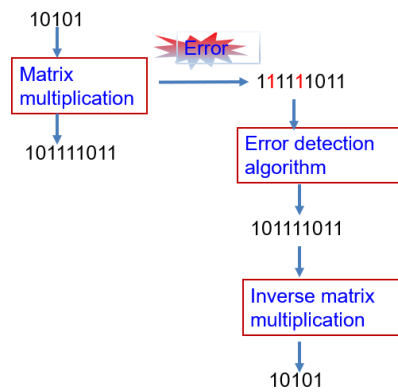 10101
Error
Matrix
multiplication
111111011
101111011
Error detection
algorithm
101111011
Inverse matrix
multiplication
10101